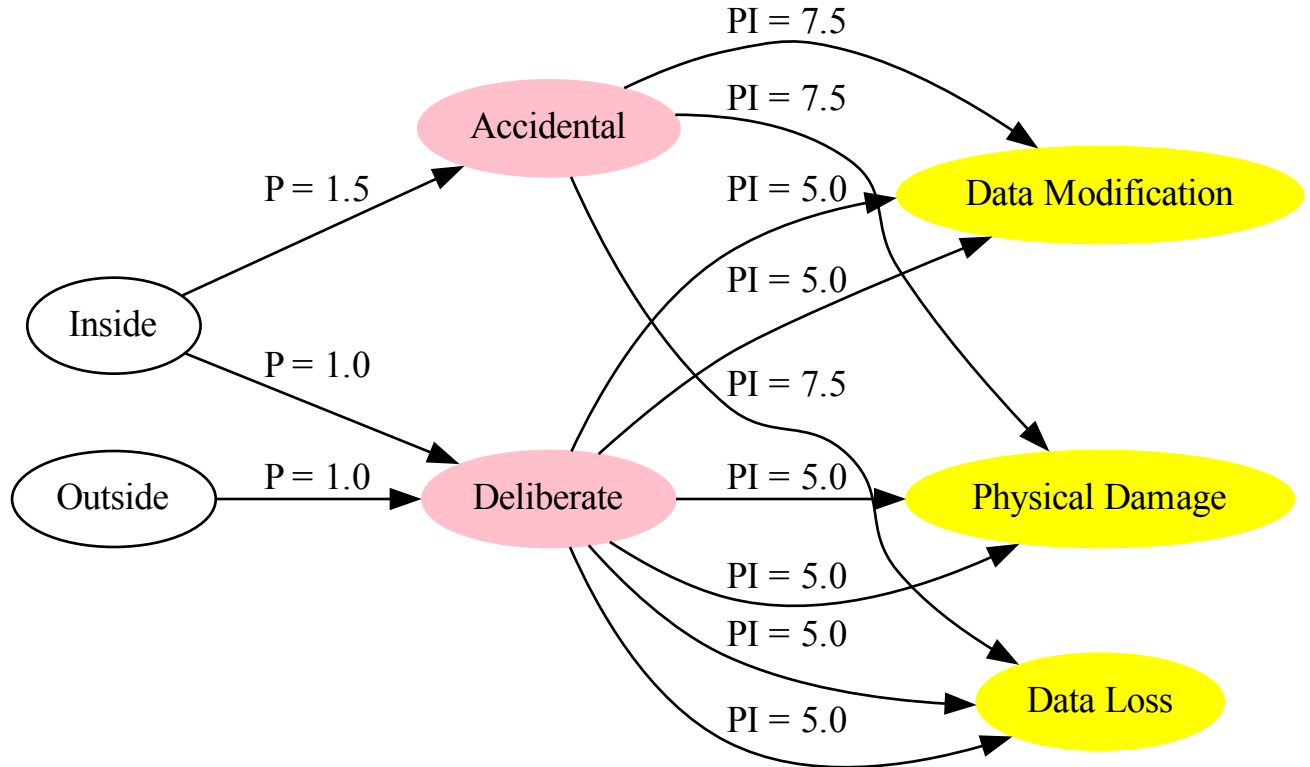 PI = 7.5
PI = 7.5
Accidental
Data Modification
P = 1.5
PI = 5.0
PI = 5.0
Inside
P = 1.0
PI = 7.5
Outside
P = 1.0
Deliberate
PI = 5.0
Physical Damage
PI = 5.0
PI = 5.0
Data Loss
PI = 5.0